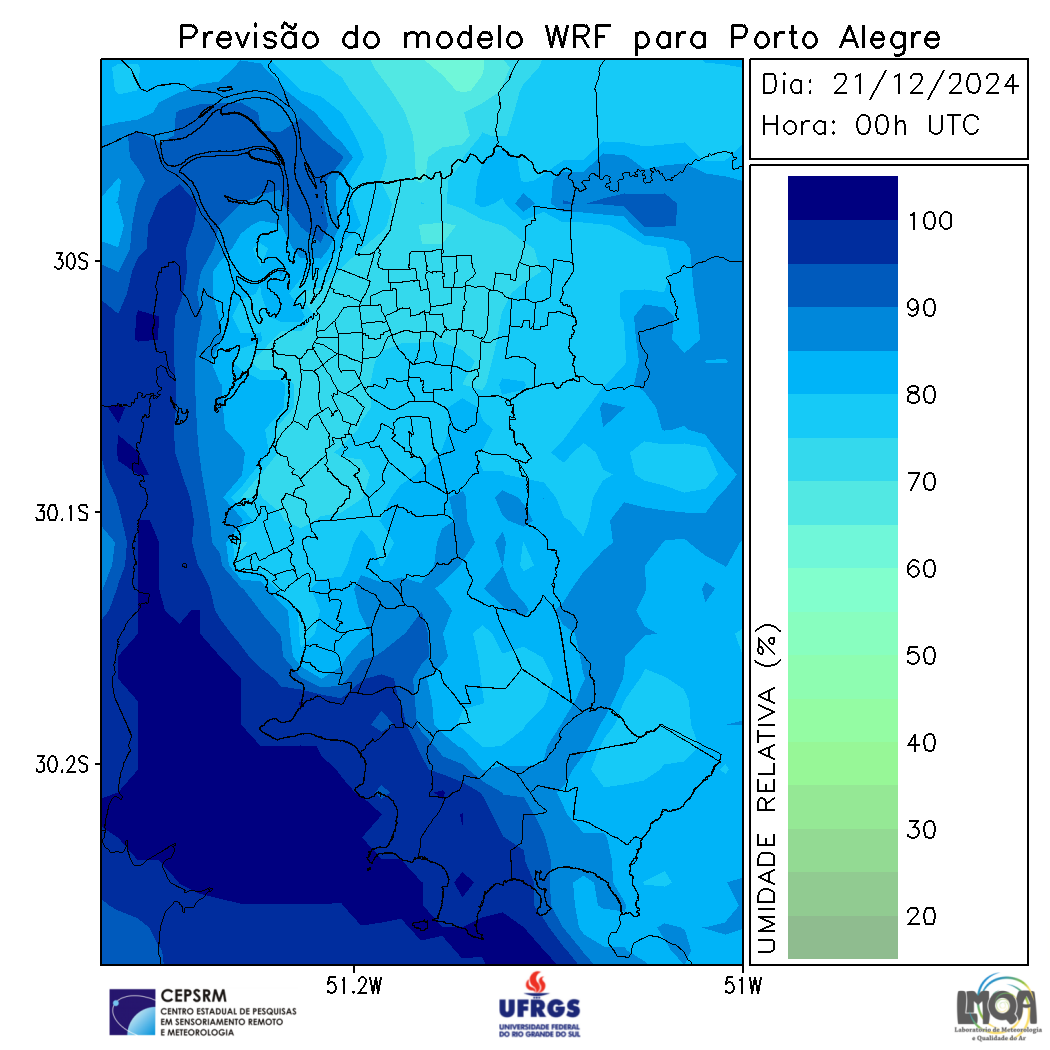 Previsão do modelo WRF para Porto Alegre
Dia: 21/12/2024
Hora: 00h UTC
100
90
80
70
60
50
40
30
20
UMIDADE RELATIVA (%)
30S
30.1S
30.2S
51.2W
51W
CEPSRM
CENTRO ESTADUAL DE PESQUISAS
EM SENSORIAMENTO REMOTO
E METEOROLOGIA
UFRGS
UNIVERSIDADE FEDERAL
DO RIO GRANDE DO SUL
LMQA
Laboratório de Meteorologia
e Qualidade do Ar